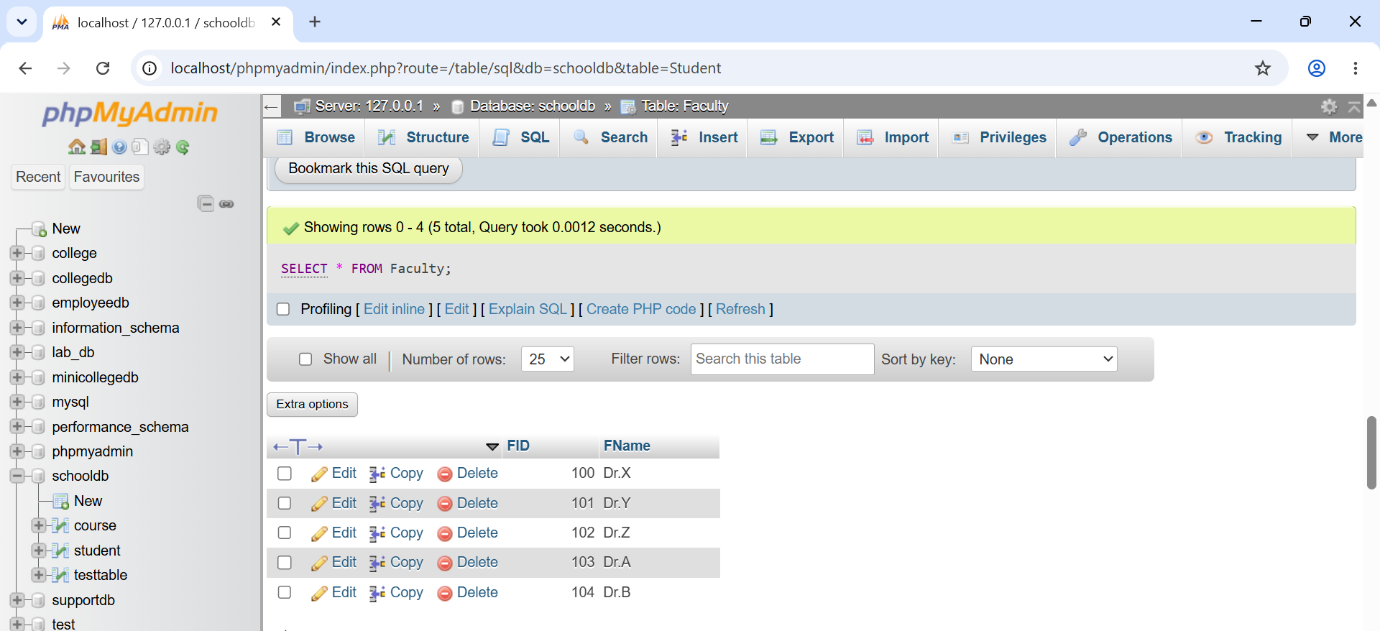 localhost / 127.0.0.1 / schooldb
localhost/phpmyadmin/index.php?route=/table/sql&db=schooldb&table=Student
phpMyAdmin
Recent Favourites
New
college
collegedb
employeedb
information_schema
lab_db
minicollegedb
mysql
performance_schema
phpmyadmin
schooldb
New
course
student
testtable
supportdb
test
Server: 127.0.0.1 » Database: schooldb » Table: Faculty
Browse Structure SQL Search Insert Export Import Privileges Operations Tracking More
Bookmark this SQL query
Showing rows 0 - 4 (5 total, Query took 0.0012 seconds.)
SELECT * FROM Faculty;
Profiling [ Edit inline ] [ Edit ] [ Explain SQL ] [ Create PHP code ] [ Refresh ]
Show all | Number of rows: 25 Filter rows: Search this table Sort by key: None
Extra options
←T→ FID FName
Edit Copy Delete 100 Dr.X
Edit Copy Delete 101 Dr.Y
Edit Copy Delete 102 Dr.Z
Edit Copy Delete 103 Dr.A
Edit Copy Delete 104 Dr.B